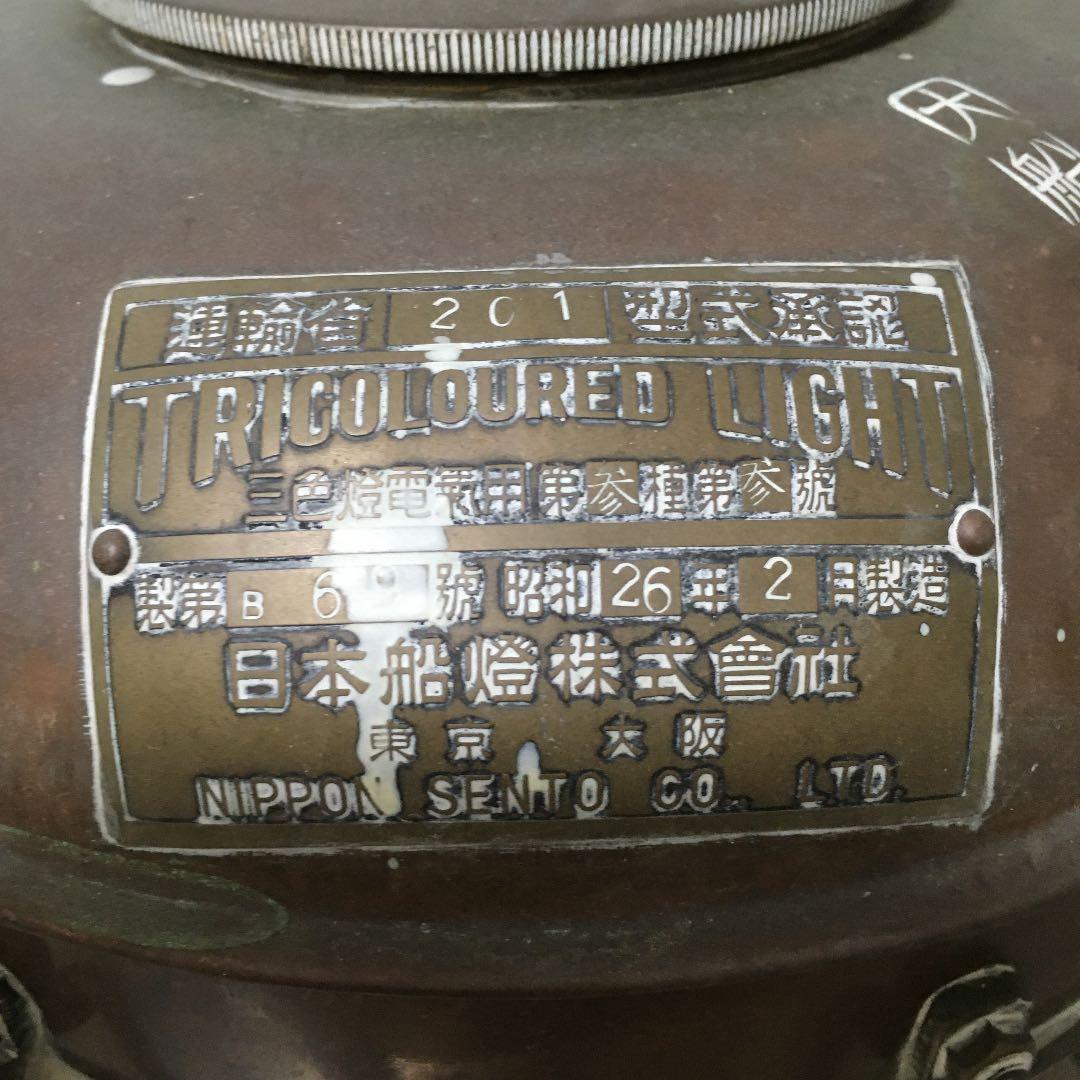 運輸省 201 型式承認
TRICOLOURED LIGHT
三色燈電氣用第参種第参號
製第 B 69 號 昭和 26 年 2 月製造
日本船燈株式會社
東京 大阪
NIPPON SENTO CO., LTD.